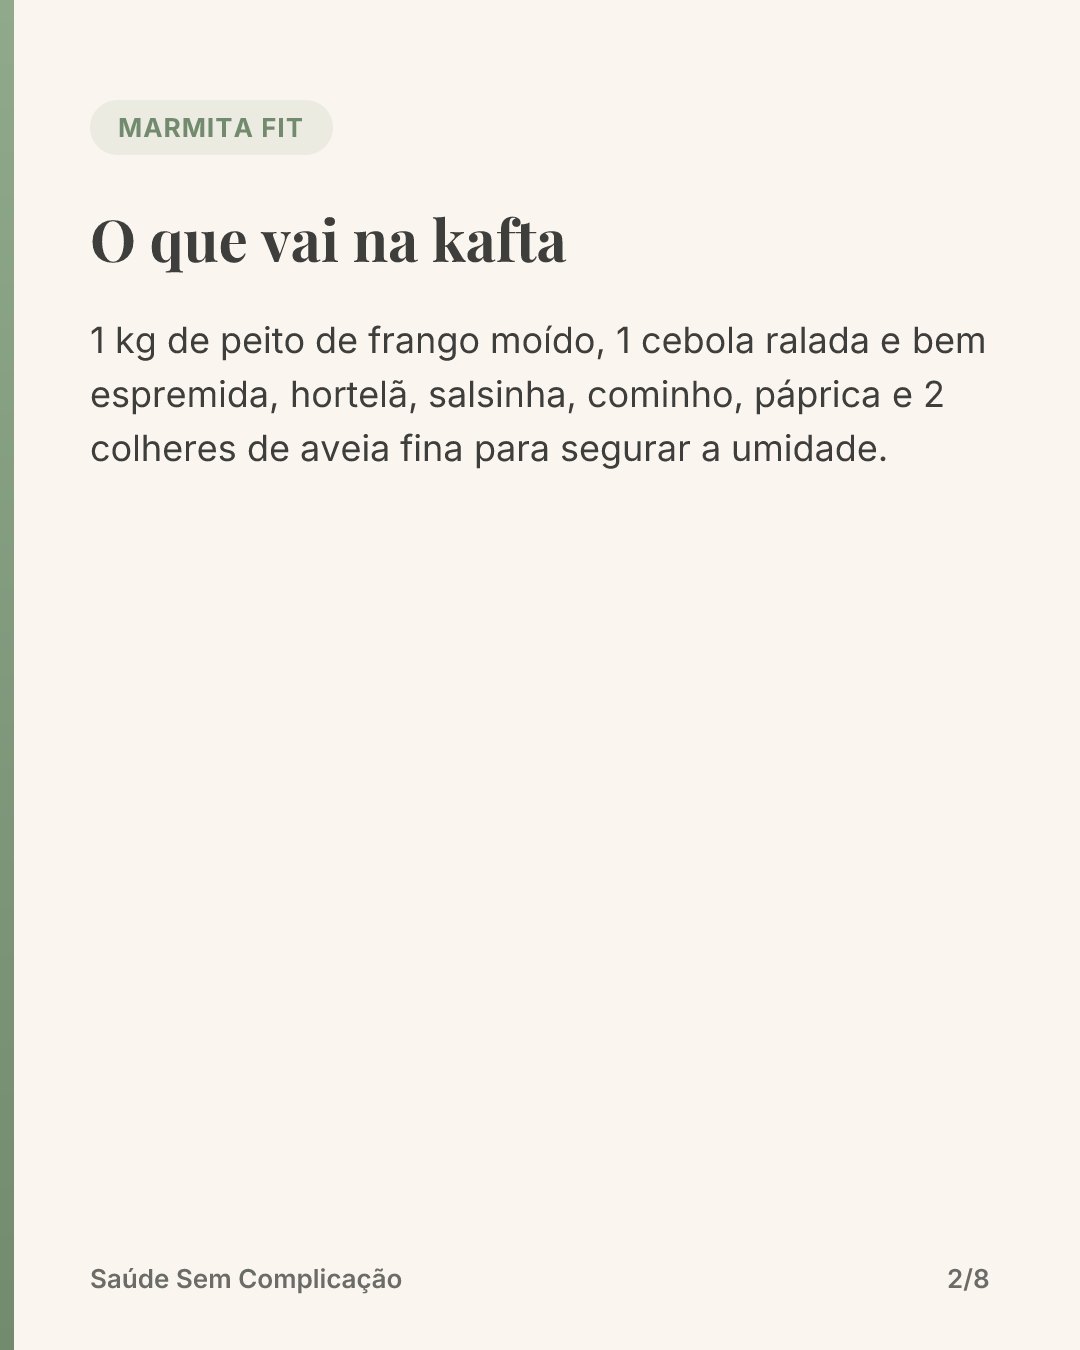 MARMITA FIT
O que vai na kafta
1 kg de peito de frango moído, 1 cebola ralada e bem
espremida, hortelã, salsinha, cominho, páprica e 2
colheres de aveia fina para segurar a umidade.
Saúde Sem Complicação
2/8